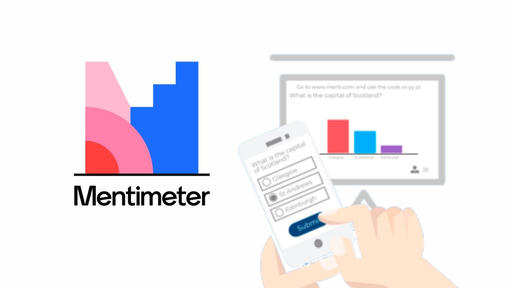 Mentimeter
Go to www.menti.com and use the code
What is the capital of Scotland?
Glasgow
St Andrews
Edinburgh
25
What is the capital
of Scotland?
Glasgow
St Andrews
Edinburgh
Submit